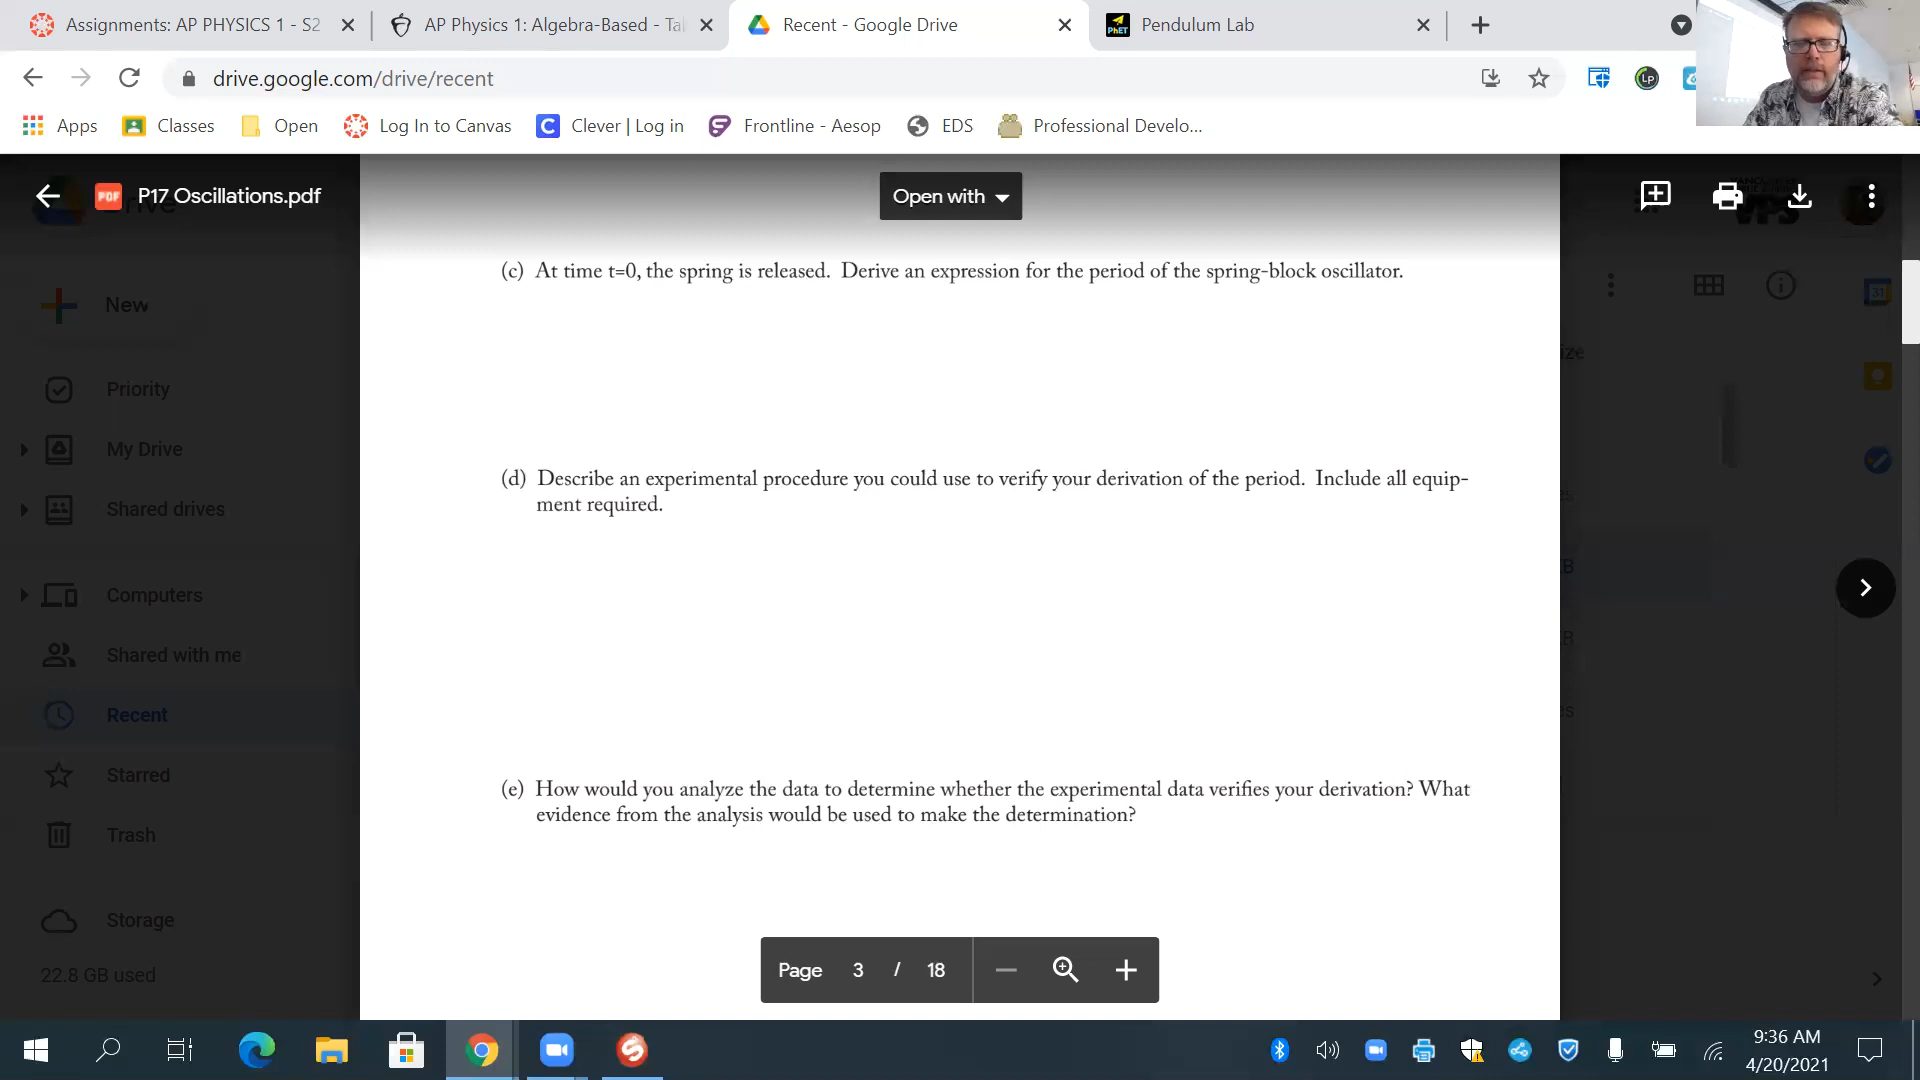 Assignments: AP PHYSICS 1 - S2
AP Physics 1: Algebra-Based - Tal
Recent - Google Drive
Pendulum Lab
drive.google.com/drive/recent
Apps
Classes
Open
Log In to Canvas
Clever | Log in
Frontline - Aesop
EDS
Professional Develo...
PDF
P17 Oscillations.pdf
Open with
(c) At time t=0, the spring is released. Derive an expression for the period of the spring-block oscillator.
New
31
Priority
My Drive
Shared drives
(d) Describe an experimental procedure you could use to verify your derivation of the period. Include all equip-
ment required.
Computers
Shared with me
Recent
Starred
(e) How would you analyze the data to determine whether the experimental data verifies your derivation? What
evidence from the analysis would be used to make the determination?
Trash
Storage
22.8 GB used
Page 3 / 18
9:36 AM
4/20/2021